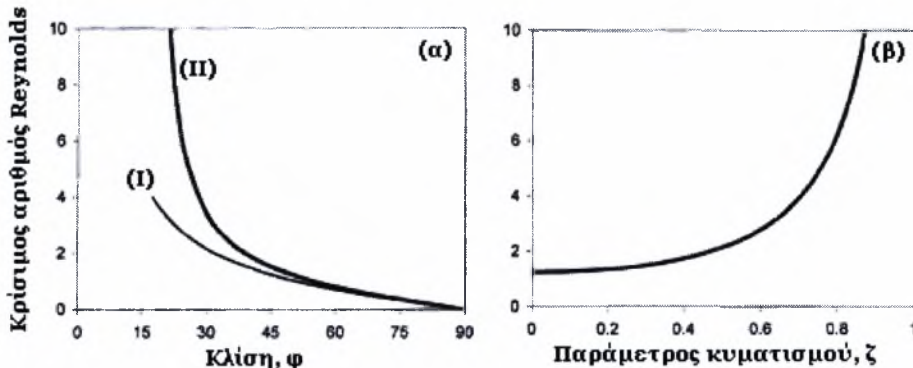 Κρίσιμος αριθμός Reynolds
10
8
6
4
2
0
(α)
(II)
(I)
0 15 30 45 60 75 90
Κλίση, φ
10
8
6
4
2
0
(β)
0 0.2 0.4 0.6 0.8 1
Παράμετρος κυματισμού, ζ